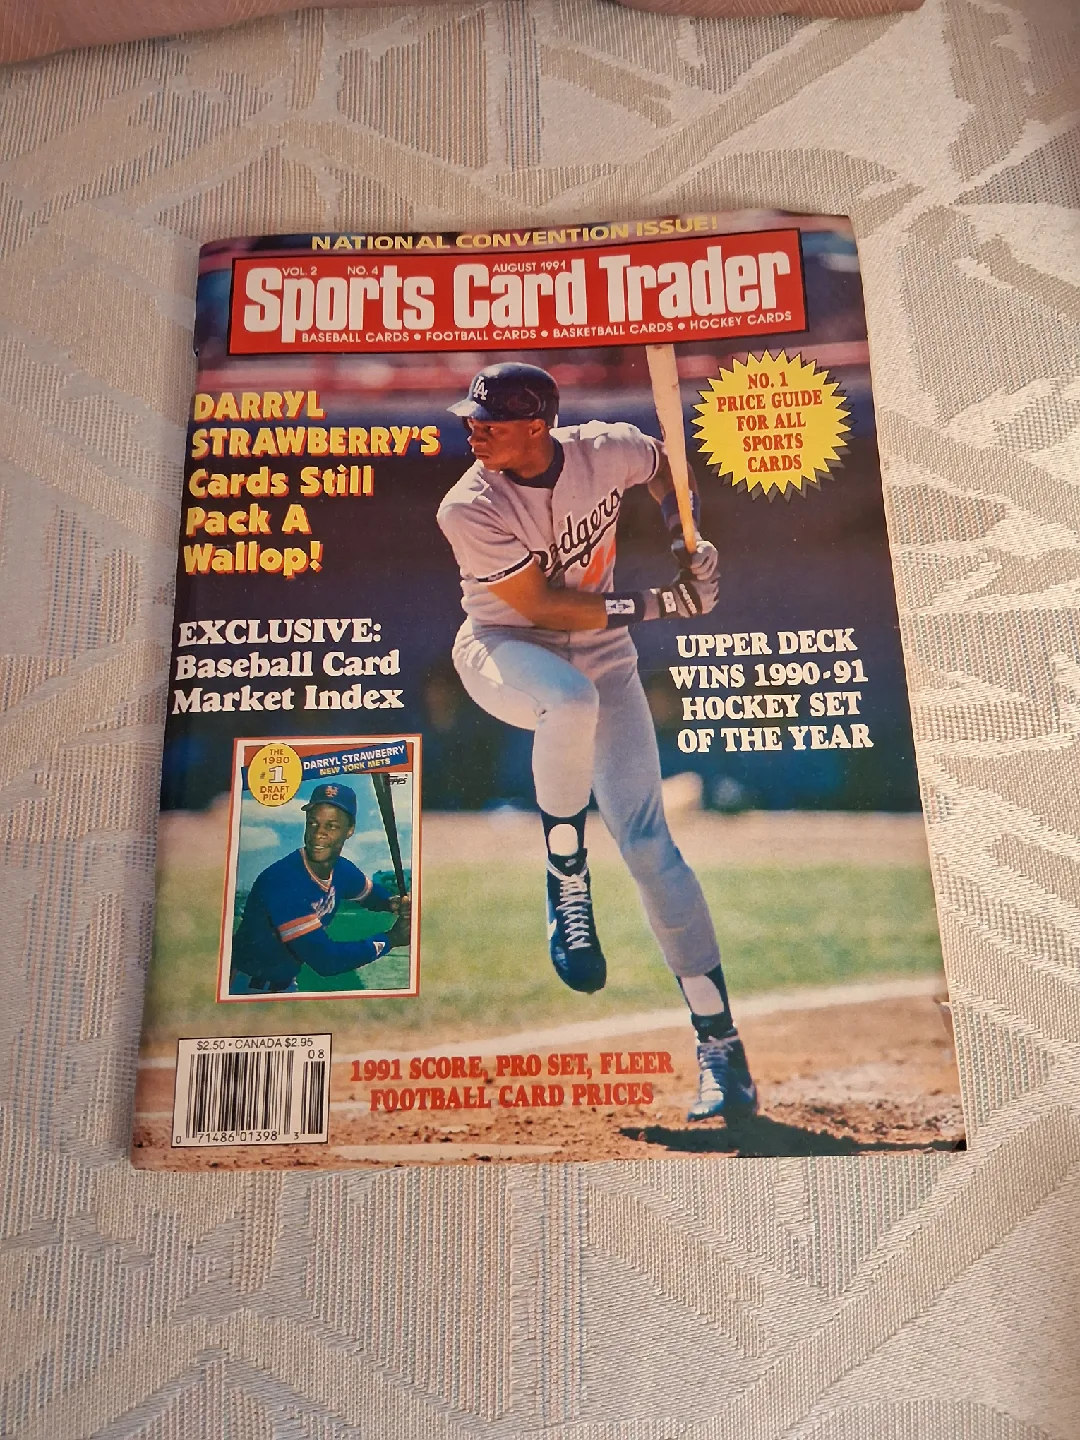 NATIONAL CONVENTION ISSUE!
VOL. 2 NO. 4 AUGUST 1991
Sports Card Trader
BASEBALL CARDS • FOOTBALL CARDS • BASKETBALL CARDS • HOCKEY CARDS
DARRYL
STRAWBERRY'S
Cards Still
Pack A
Wallop!
NO. 1
PRICE GUIDE
FOR ALL
SPORTS
CARDS
LA
Dodgers
EXCLUSIVE:
Baseball Card
Market Index
UPPER DECK
WINS 1990-91
HOCKEY SET
OF THE YEAR
THE
1980
#1
DRAFT
PICK
DARRYL STRAWBERRY
NEW YORK METS
TOPPS
$2.50 • CANADA $2.95
08
0 71486 01398 3
1991 SCORE, PRO SET, FLEER
FOOTBALL CARD PRICES